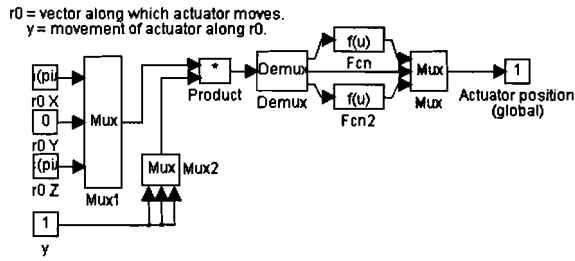 r0 = vector along which actuator moves.
y = movement of actuator along r0.
:(pi/
r0 X
0
r0 Y
:(pi/
r0 Z
Mux
Mux1
1
y
Mux
Mux2
*
Product
Demux
Demux
f(u)
Fcn
f(u)
Fcn2
Mux
Mux
1
Actuator position
(global)